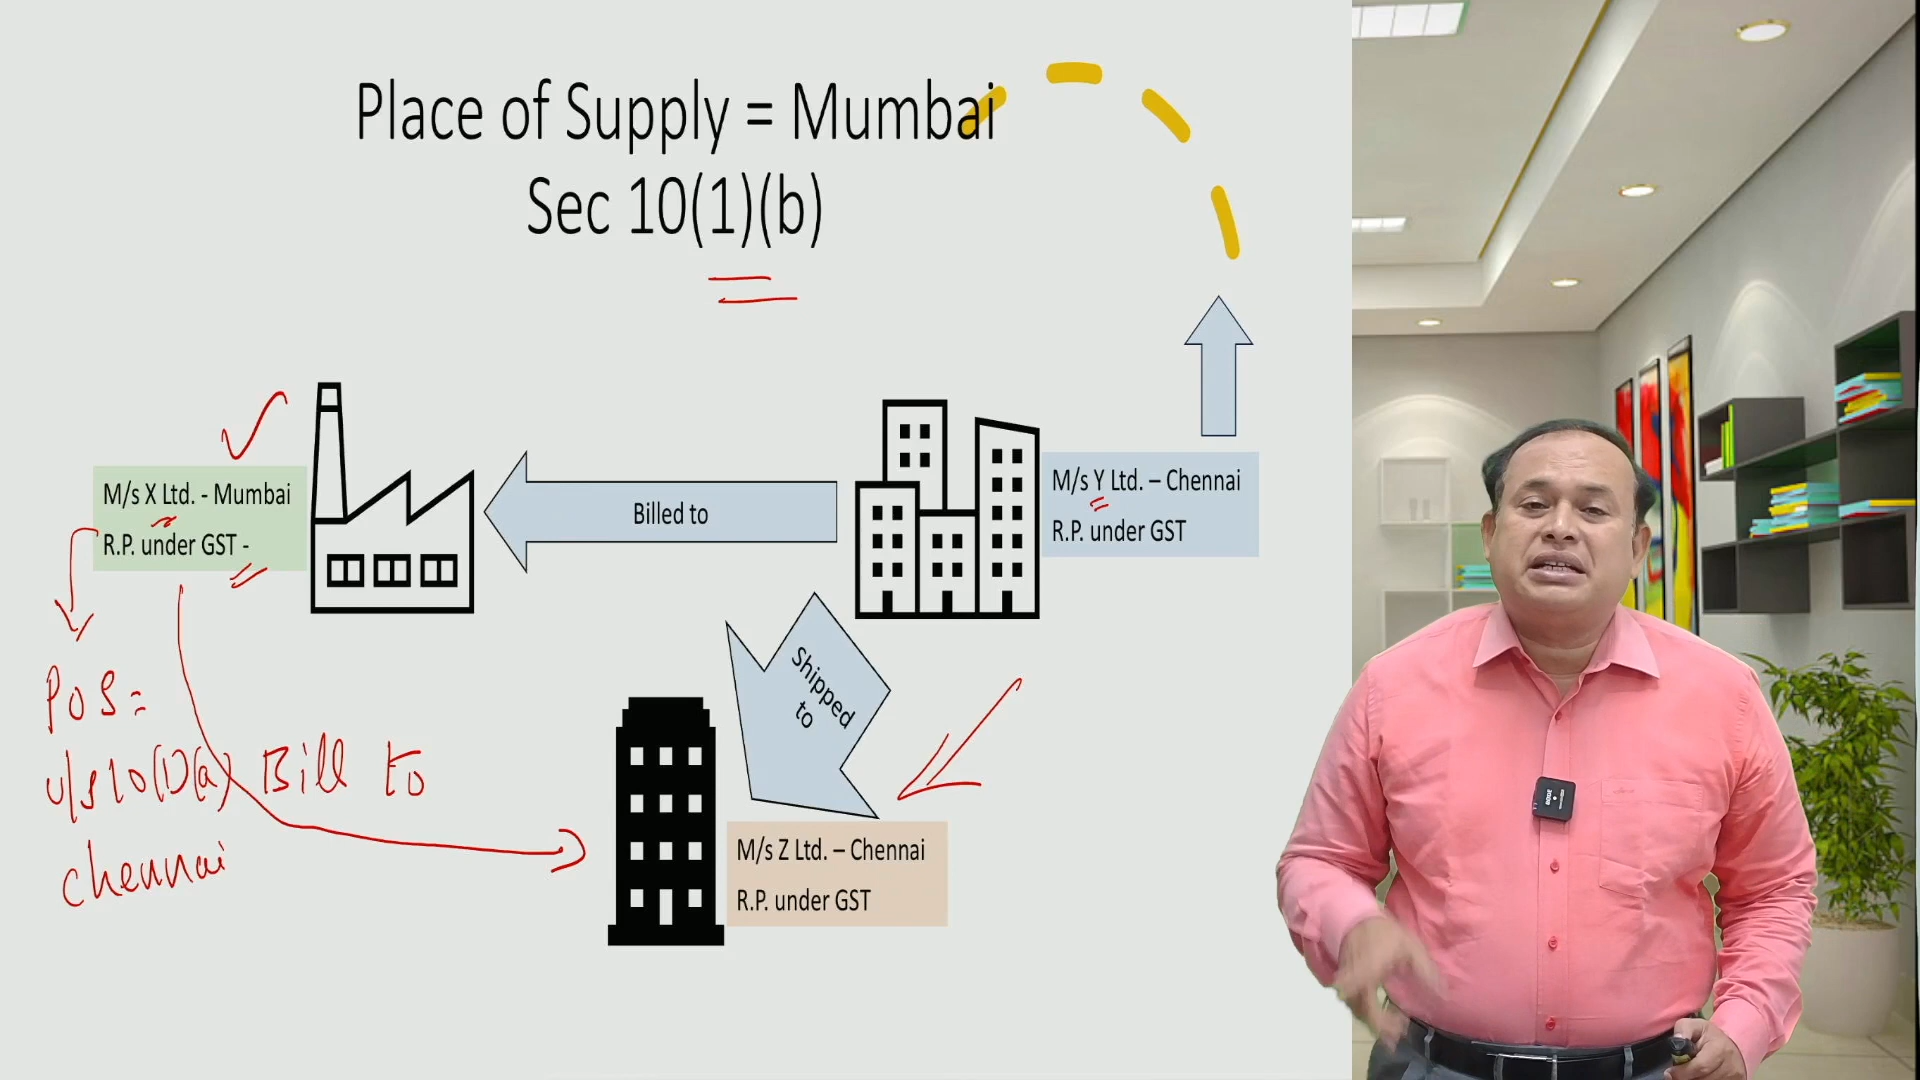 Place of Supply = Mumbai
Sec 10(1)(b)
M/s X Ltd. - Mumbai
R.P. under GST -
Billed to
M/s Y Ltd. – Chennai
R.P. under GST
Shipped
to
M/s Z Ltd. – Chennai
R.P. under GST
POS=
u/s 10(1)(a) Bill to
chennai